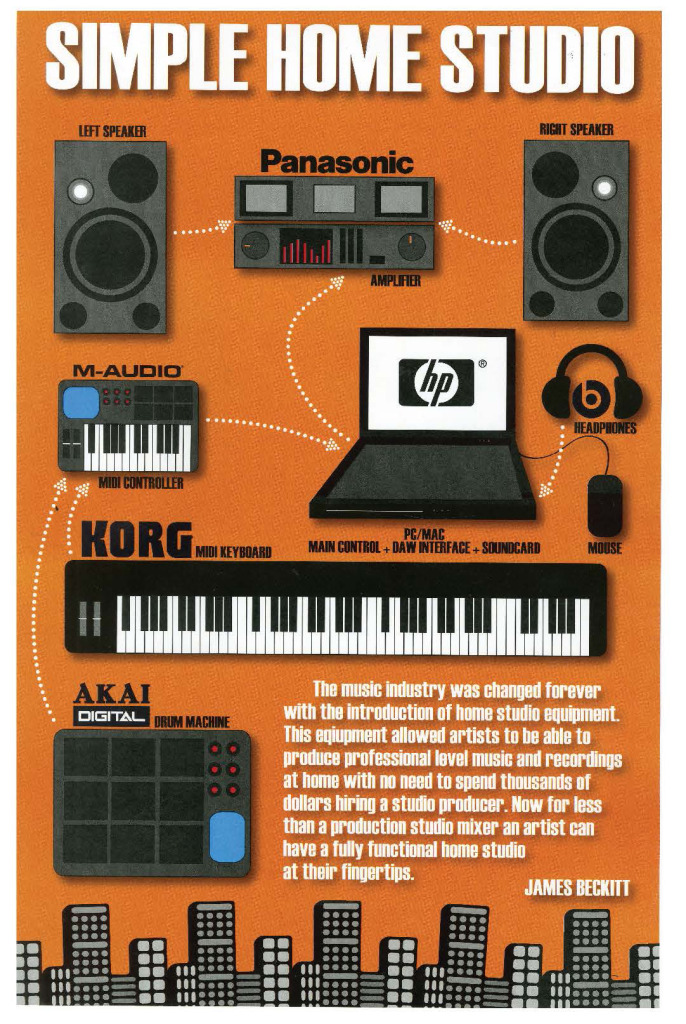 SIMPLE HOME STUDIO
LEFT SPEAKER
RIGHT SPEAKER
Panasonic
AMPLIFIER
M-AUDIO
hp®
b
HEADPHONES
MIDI CONTROLLER
PC/MAC
MAIN CONTROL + DAW INTERFACE + SOUNDCARD
MOUSE
KORG MIDI KEYBOARD
AKAI
DIGITAL DRUM MACHINE
The music industry was changed forever
with the introduction of home studio equipment.
This eqiupment allowed artists to be able to
produce professional level music and recordings
at home with no need to spend thousands of
dollars hiring a studio producer. Now for less
than a production studio mixer an artist can
have a fully functional home studio
at their fingertips.
JAMES BECKITT